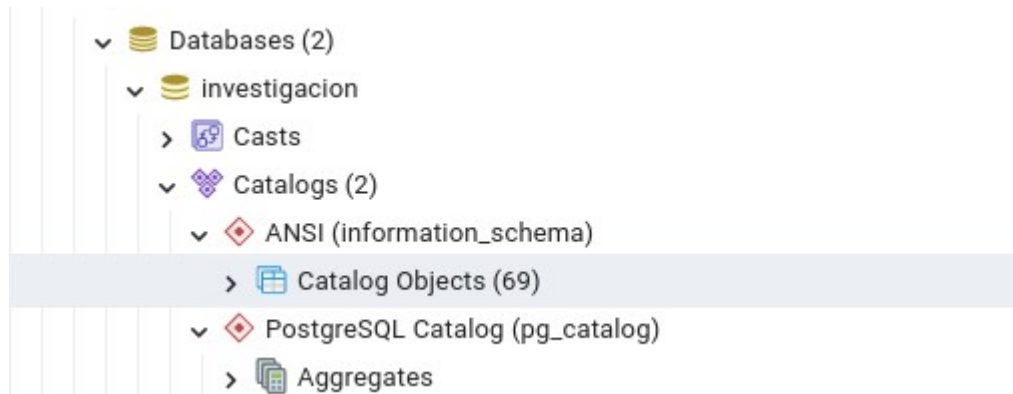 Databases (2)
investigacion
Casts
Catalogs (2)
ANSI (information_schema)
Catalog Objects (69)
PostgreSQL Catalog (pg_catalog)
Aggregates